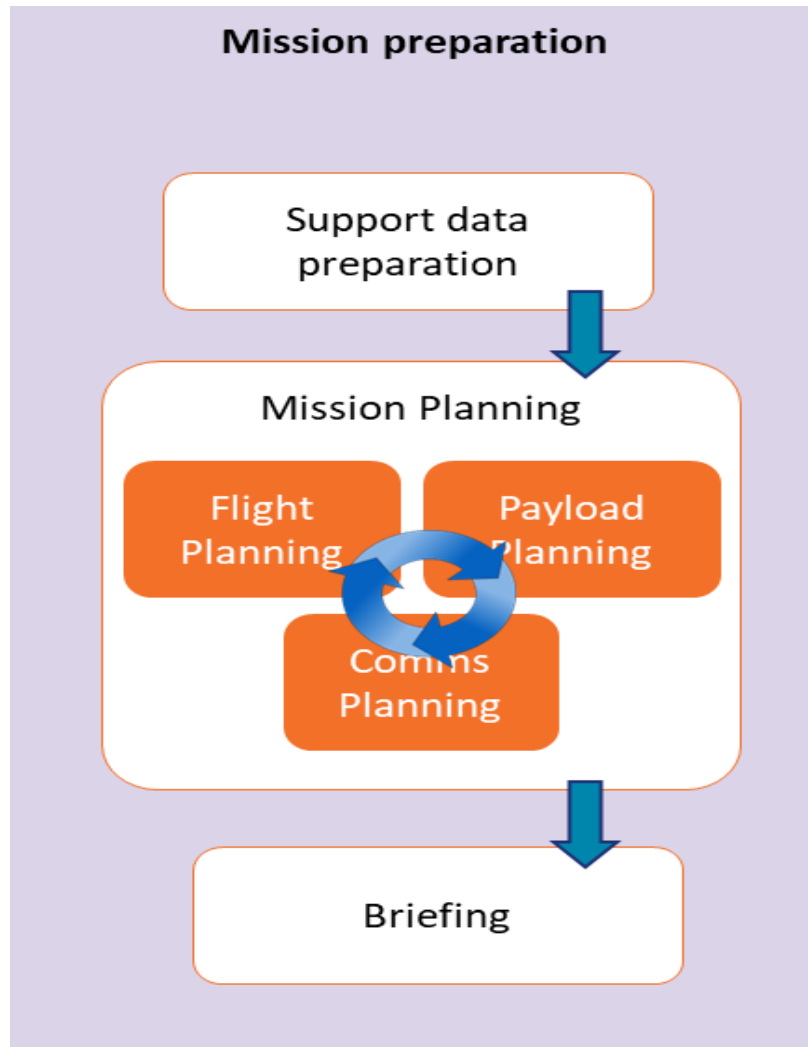 Mission preparation
Support data
preparation
Mission Planning
Flight
Planning
Payload
Planning
Comms
Planning
Briefing